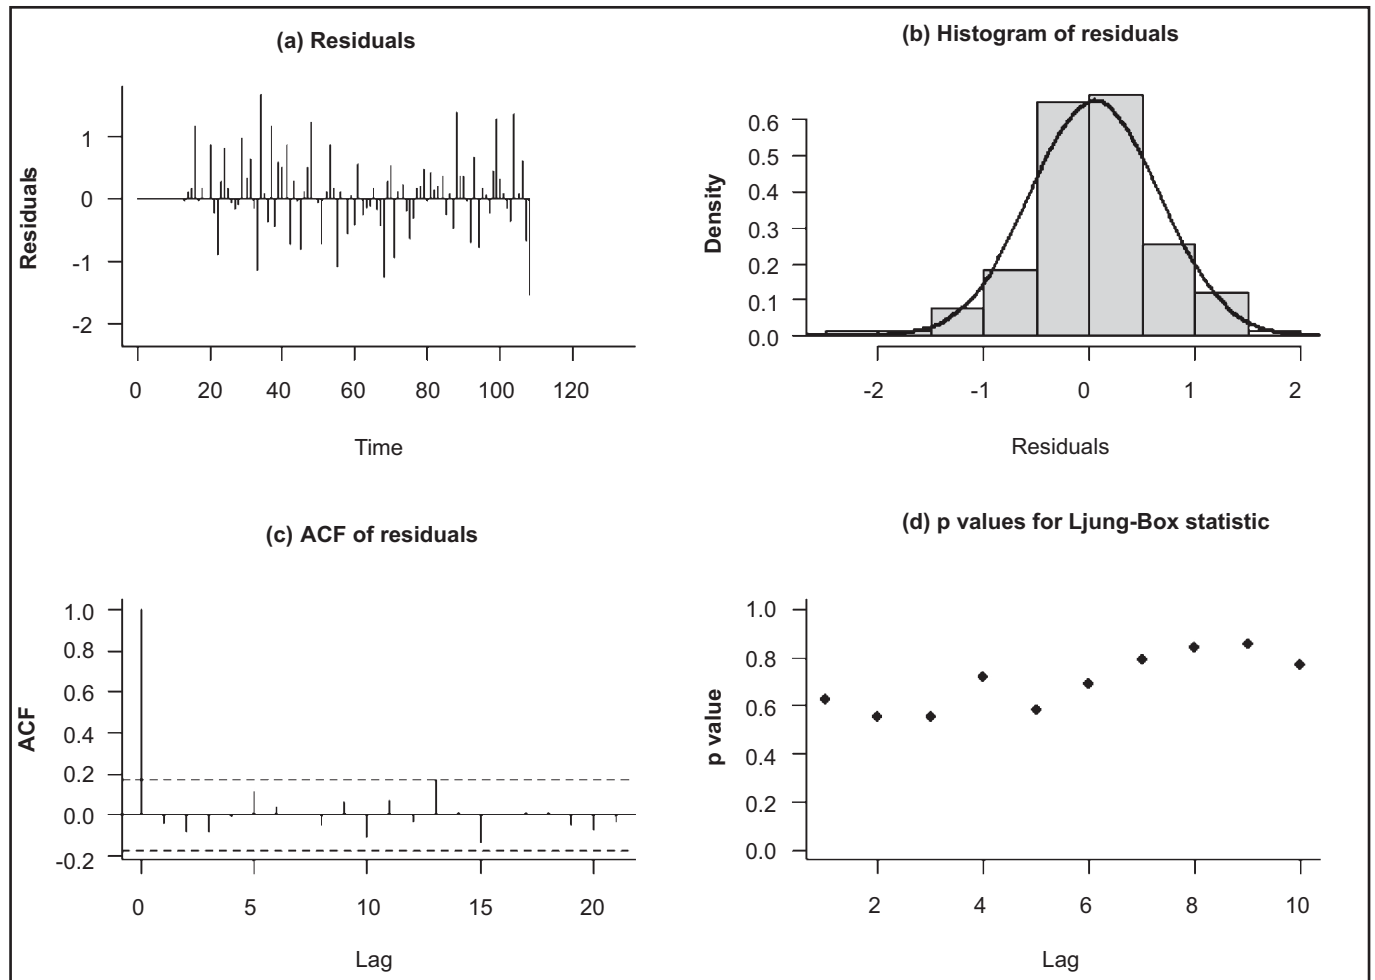 (a) Residuals
Residuals
1
0
-1
-2
0 20 40 60 80 100 120
Time
(b) Histogram of residuals
Density
0.6
0.5
0.4
0.3
0.2
0.1
0.0
-2 -1 0 1 2
Residuals
(c) ACF of residuals
ACF
1.0
0.8
0.6
0.4
0.2
0.0
-0.2
0 5 10 15 20
Lag
(d) p values for Ljung-Box statistic
p value
1.0
0.8
0.6
0.4
0.2
0.0
2 4 6 8 10
Lag